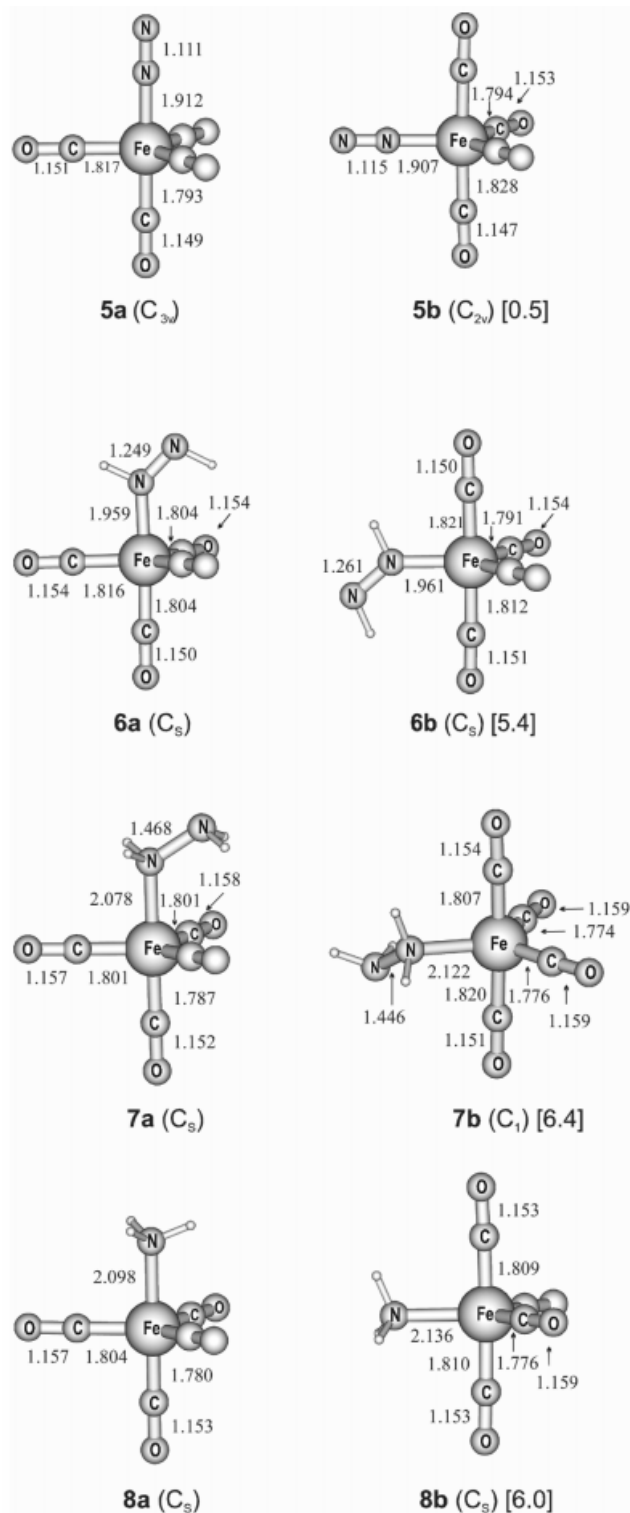 N
1.111
N
1.912
O C Fe
1.151 1.817
1.793
C
1.149
O
5a (C3v)
O
C 1.153
1.794
N N Fe C O
1.115 1.907
1.828
C
1.147
O
5b (C2v) [0.5]
1.249 N
N
1.154
1.959 1.804
O C Fe O
1.154 1.816
1.804
C
1.150
O
6a (Cs)
O
1.150
C
1.154
1.821 1.791
N Fe C O
1.261
1.961
N
1.812
C
1.151
O
6b (Cs) [5.4]
1.468 N
N
1.158
2.078 1.801
C O
O C Fe
1.157 1.801
1.787
C
1.152
O
7a (Cs)
O
1.154
C
1.807 C O 1.159
1.774
N Fe
N 2.122 C O
1.820 1.776
1.446
C 1.159
1.151
O
7b (C1) [6.4]
N
2.098
C O
O C Fe
1.157 1.804
1.780
C
1.153
O
8a (Cs)
O
1.153
C
1.809
N Fe C O
2.136
1.810 1.776
1.159
C
1.153
O
8b (Cs) [6.0]